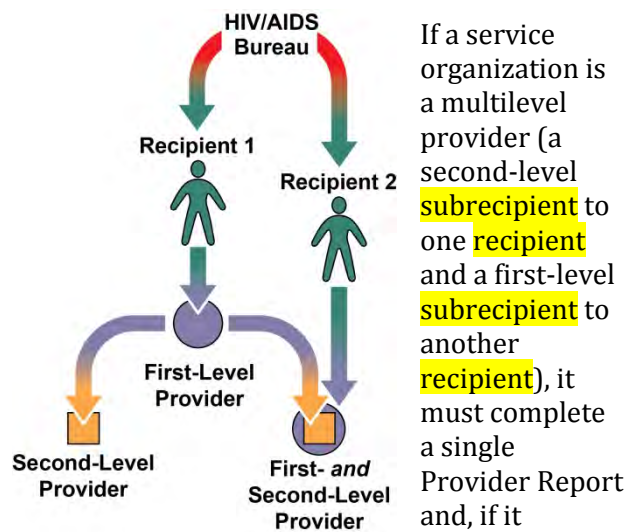 HIV/AIDS
Bureau
Recipient 1
Recipient 2
First-Level
Provider
Second-Level
Provider
First- and
Second-Level
Provider
If a service
organization is
a multilevel
provider (a
second-level
subrecipient to
one recipient
and a first-level
subrecipient to
another
recipient), it
must complete
a single
Provider Report
and, if it